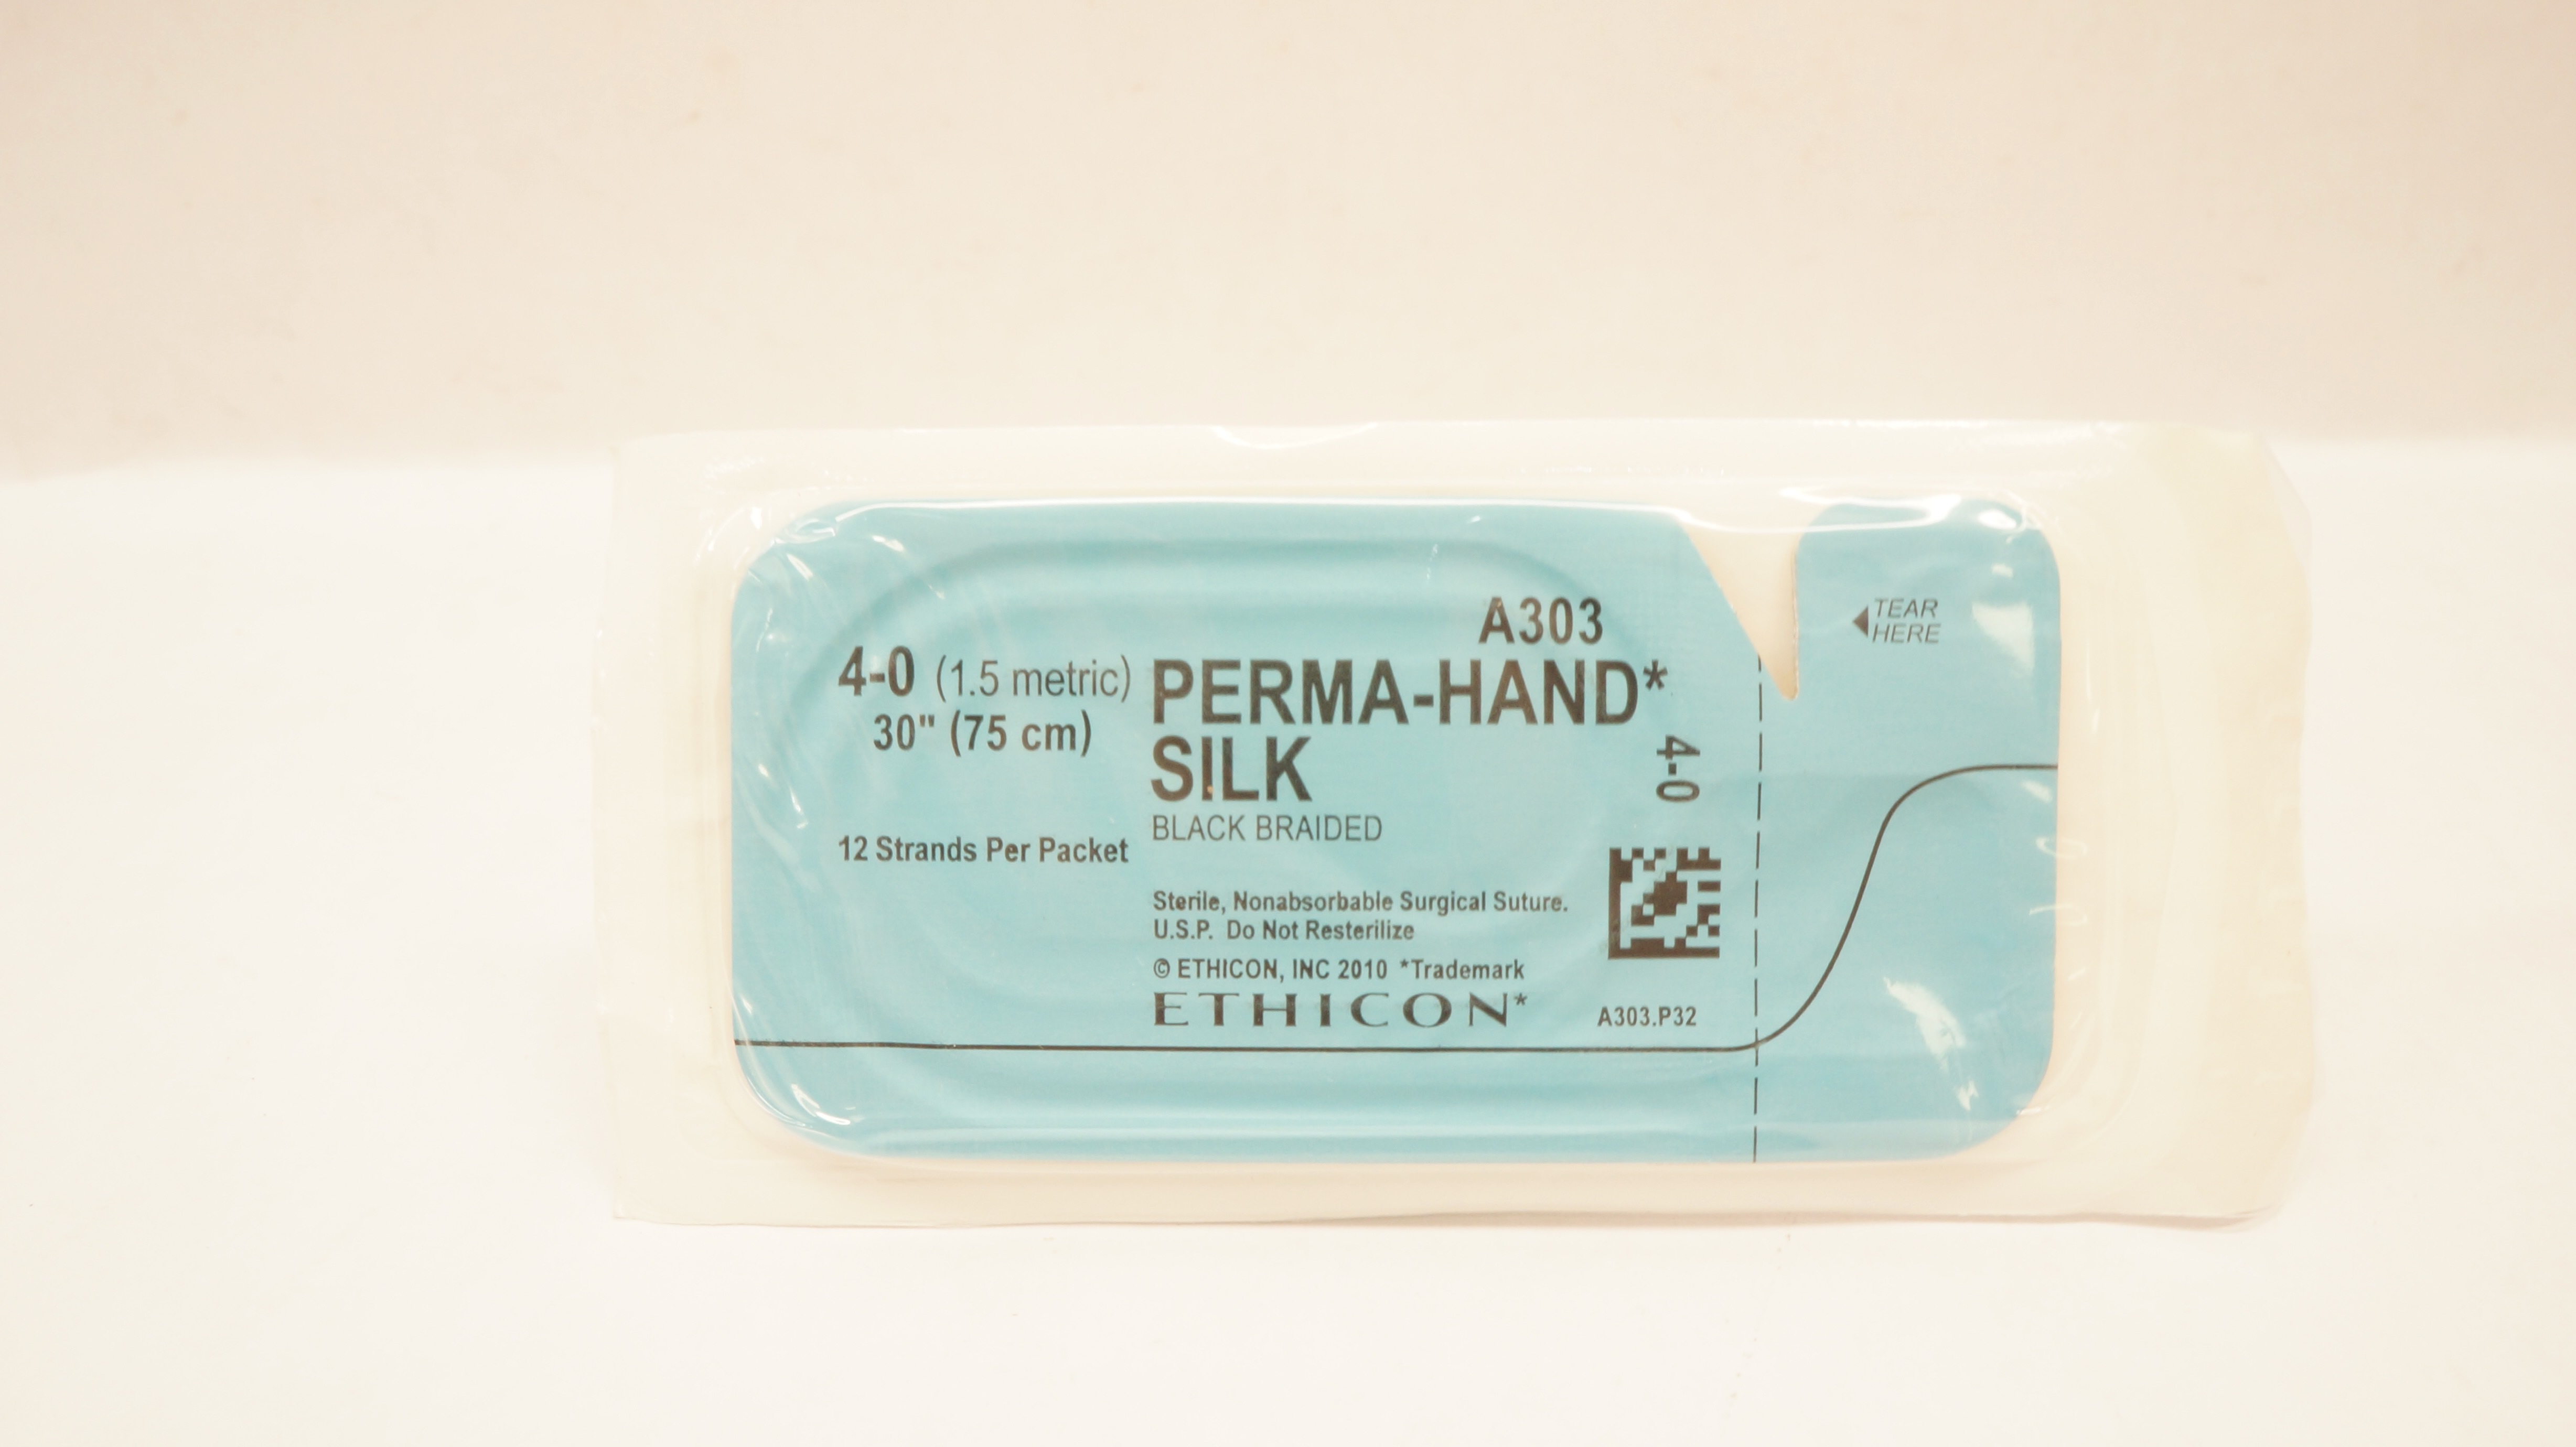 A303
4-0 (1.5 metric)
30" (75 cm)
12 Strands Per Packet
PERMA-HAND*
SILK
BLACK BRAIDED
Sterile, Nonabsorbable Surgical Suture.
U.S.P. Do Not Resterilize
© ETHICON, INC 2010 *Trademark
ETHICON*
4-0
A303.P32
TEAR
HERE